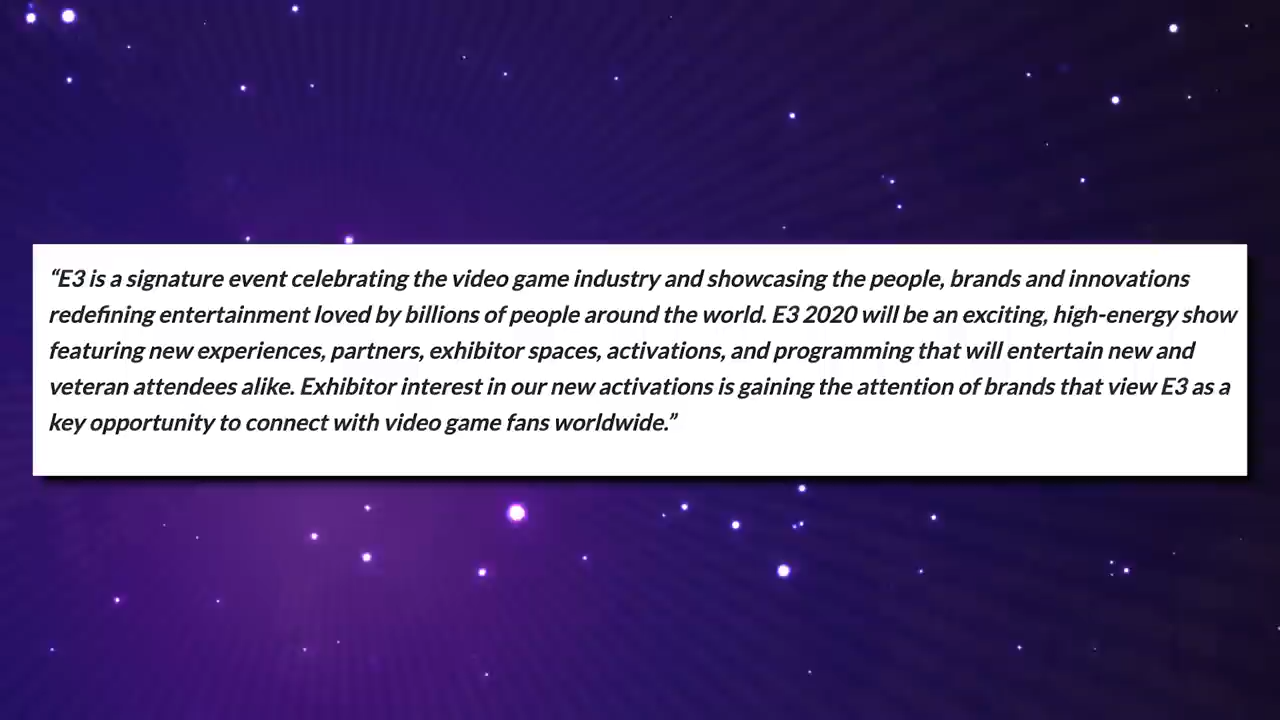 “E3 is a signature event celebrating the video game industry and showcasing the people, brands and innovations
redefining entertainment loved by billions of people around the world. E3 2020 will be an exciting, high-energy show
featuring new experiences, partners, exhibitor spaces, activations, and programming that will entertain new and
veteran attendees alike. Exhibitor interest in our new activations is gaining the attention of brands that view E3 as a
key opportunity to connect with video game fans worldwide.”